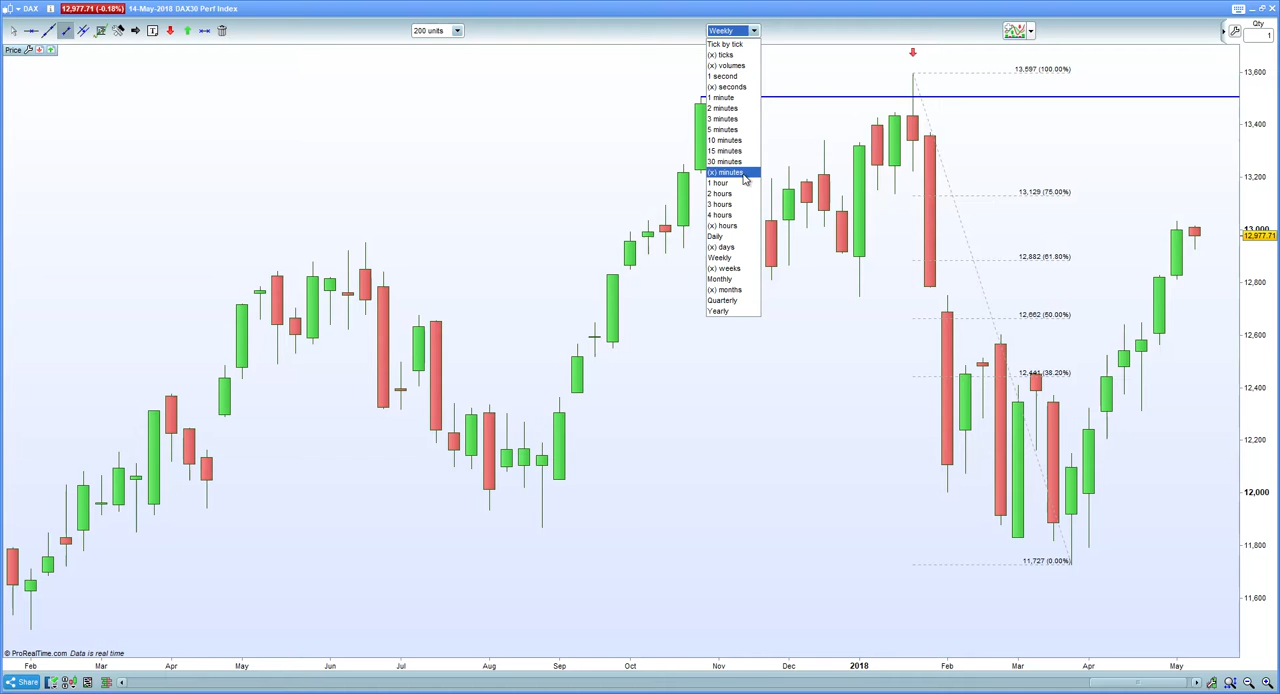 DAX 12,977.71 (-0.18%) 14-May-2018 DAX30 Perf Index
200 units
Weekly
Qty
1
Price
Tick by tick
(x) ticks
(x) volumes
1 second
(x) seconds
1 minute
2 minutes
3 minutes
5 minutes
10 minutes
15 minutes
30 minutes
(x) minutes
1 hour
2 hours
3 hours
4 hours
(x) hours
Daily
(x) days
Weekly
(x) weeks
Monthly
(x) months
Quarterly
Yearly
13,597 (100.00%)
13,129 (75.00%)
12,882 (61.80%)
12,662 (50.00%)
12,441 (38.20%)
11,727 (0.00%)
13,600
13,400
13,200
13,000
12,977.71
12,800
12,600
12,400
12,200
12,000
11,800
11,600
© ProRealTime.com Data is real time
Feb Mar Apr May Jun Jul Aug Sep Oct Nov Dec 2018 Feb Mar Apr May
Share